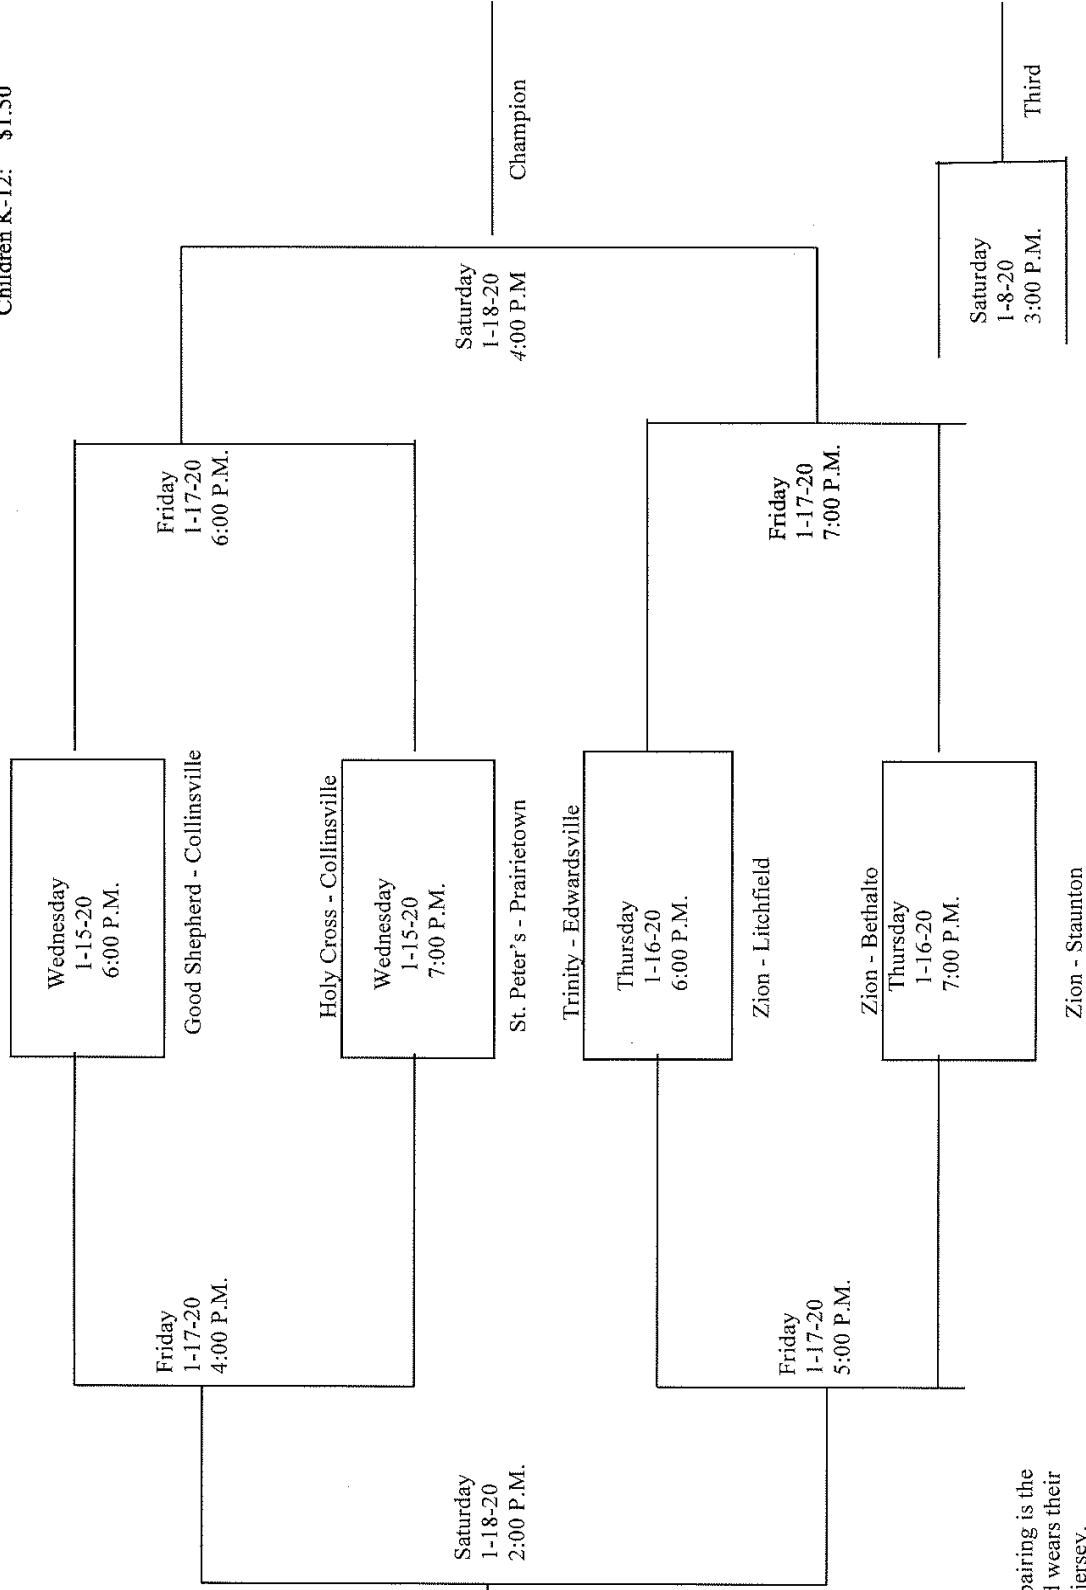 Children K-12: $1.50
Wednesday
1-15-20
6:00 P.M.
Good Shepherd - Collinsville
Holy Cross - Collinsville
Wednesday
1-15-20
7:00 P.M.
St. Peter's - Prairietown
Trinity - Edwardsville
Thursday
1-16-20
6:00 P.M.
Zion - Litchfield
Zion - Bethalto
Thursday
1-16-20
7:00 P.M.
Zion - Staunton
Friday
1-17-20
4:00 P.M.
Friday
1-17-20
5:00 P.M.
Friday
1-17-20
6:00 P.M.
Friday
1-17-20
7:00 P.M.
Saturday
1-18-20
2:00 P.M.
Saturday
1-18-20
4:00 P.M
Champion
Saturday
1-8-20
3:00 P.M.
Third
is the
wears their
jersey.